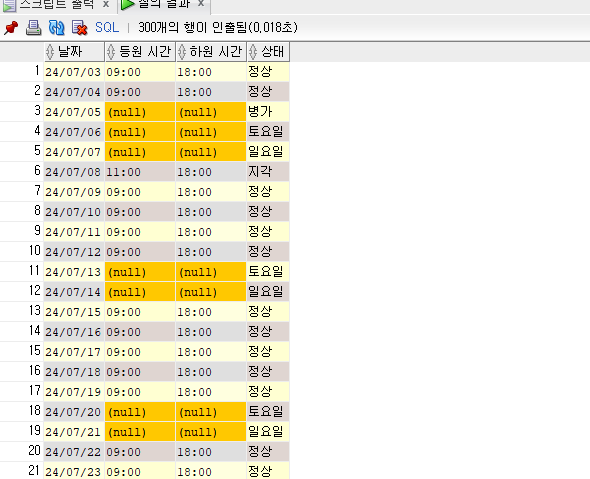 스크립트 출력 x 질의 결과 x
SQL | 300개의 행이 인출됨(0,018초)
날짜 등원 시간 하원 시간 상태
1 24/07/03 09:00 18:00 정상
2 24/07/04 09:00 18:00 정상
3 24/07/05 (null) (null) 병가
4 24/07/06 (null) (null) 토요일
5 24/07/07 (null) (null) 일요일
6 24/07/08 11:00 18:00 지각
7 24/07/09 09:00 18:00 정상
8 24/07/10 09:00 18:00 정상
9 24/07/11 09:00 18:00 정상
10 24/07/12 09:00 18:00 정상
11 24/07/13 (null) (null) 토요일
12 24/07/14 (null) (null) 일요일
13 24/07/15 09:00 18:00 정상
14 24/07/16 09:00 18:00 정상
15 24/07/17 09:00 18:00 정상
16 24/07/18 09:00 18:00 정상
17 24/07/19 09:00 18:00 정상
18 24/07/20 (null) (null) 토요일
19 24/07/21 (null) (null) 일요일
20 24/07/22 09:00 18:00 정상
21 24/07/23 09:00 18:00 정상